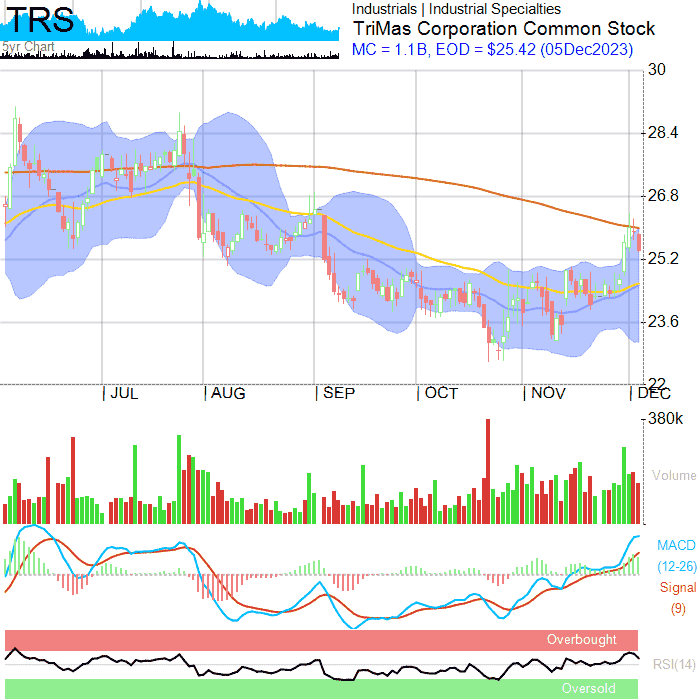 TRS
5yr Chart
Industrials | Industrial Specialties
TriMas Corporation Common Stock
MC = 1.1B, EOD = $25.42 (05Dec2023)
30
28.4
26.8
25.2
23.6
22
| JUL | AUG | SEP | OCT | NOV | DEC
380k
Volume
MACD
(12-26)
Signal
(9)
Overbought
RSI(14)
Oversold